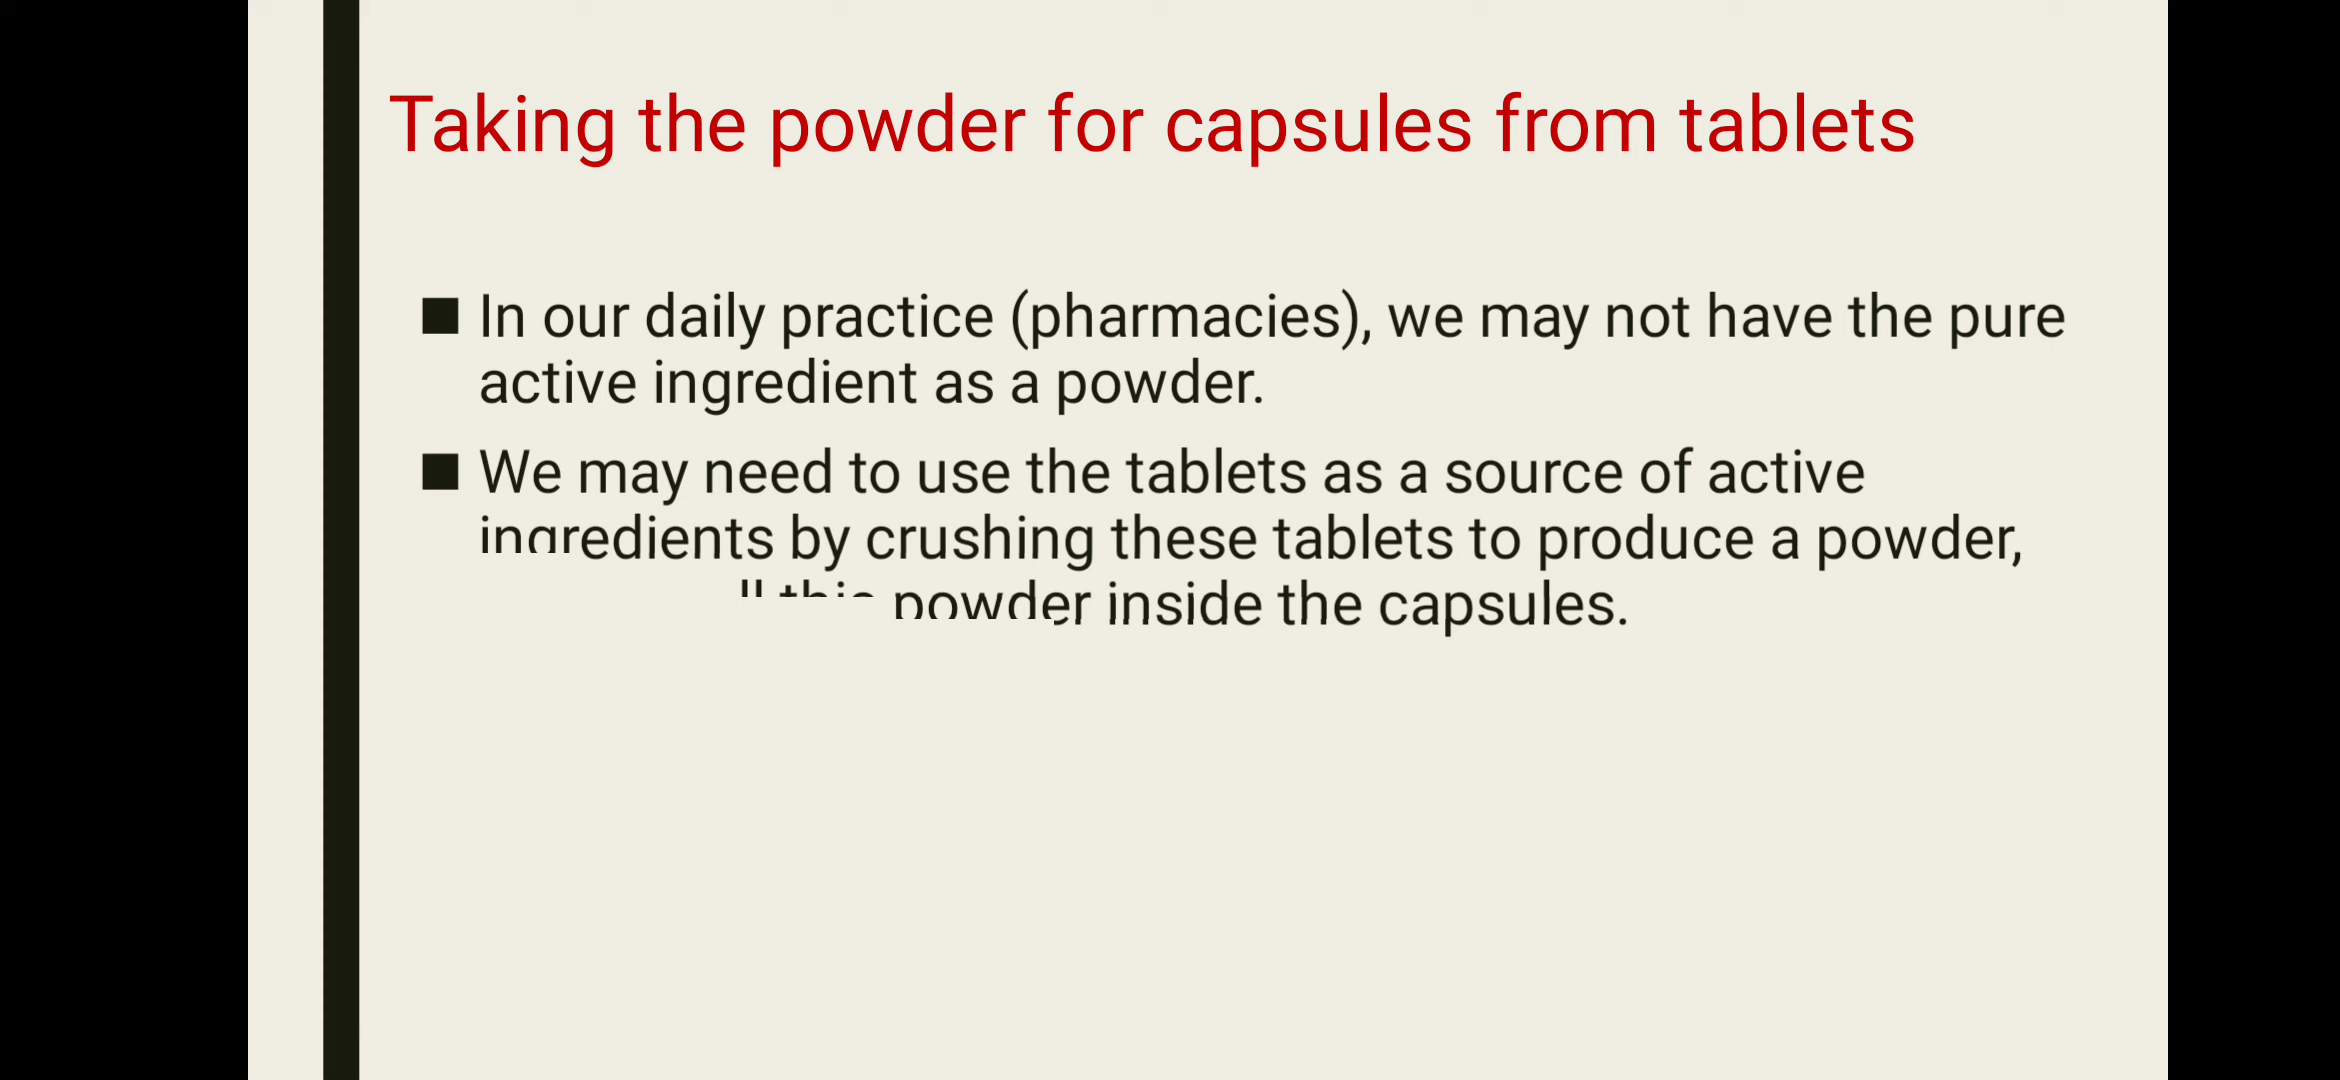 Taking the powder for capsules from tablets
■ In our daily practice (pharmacies), we may not have the pure
active ingredient as a powder.
■ We may need to use the tablets as a source of active
ingredients by crushing these tablets to produce a powder,
this powder inside the capsules.